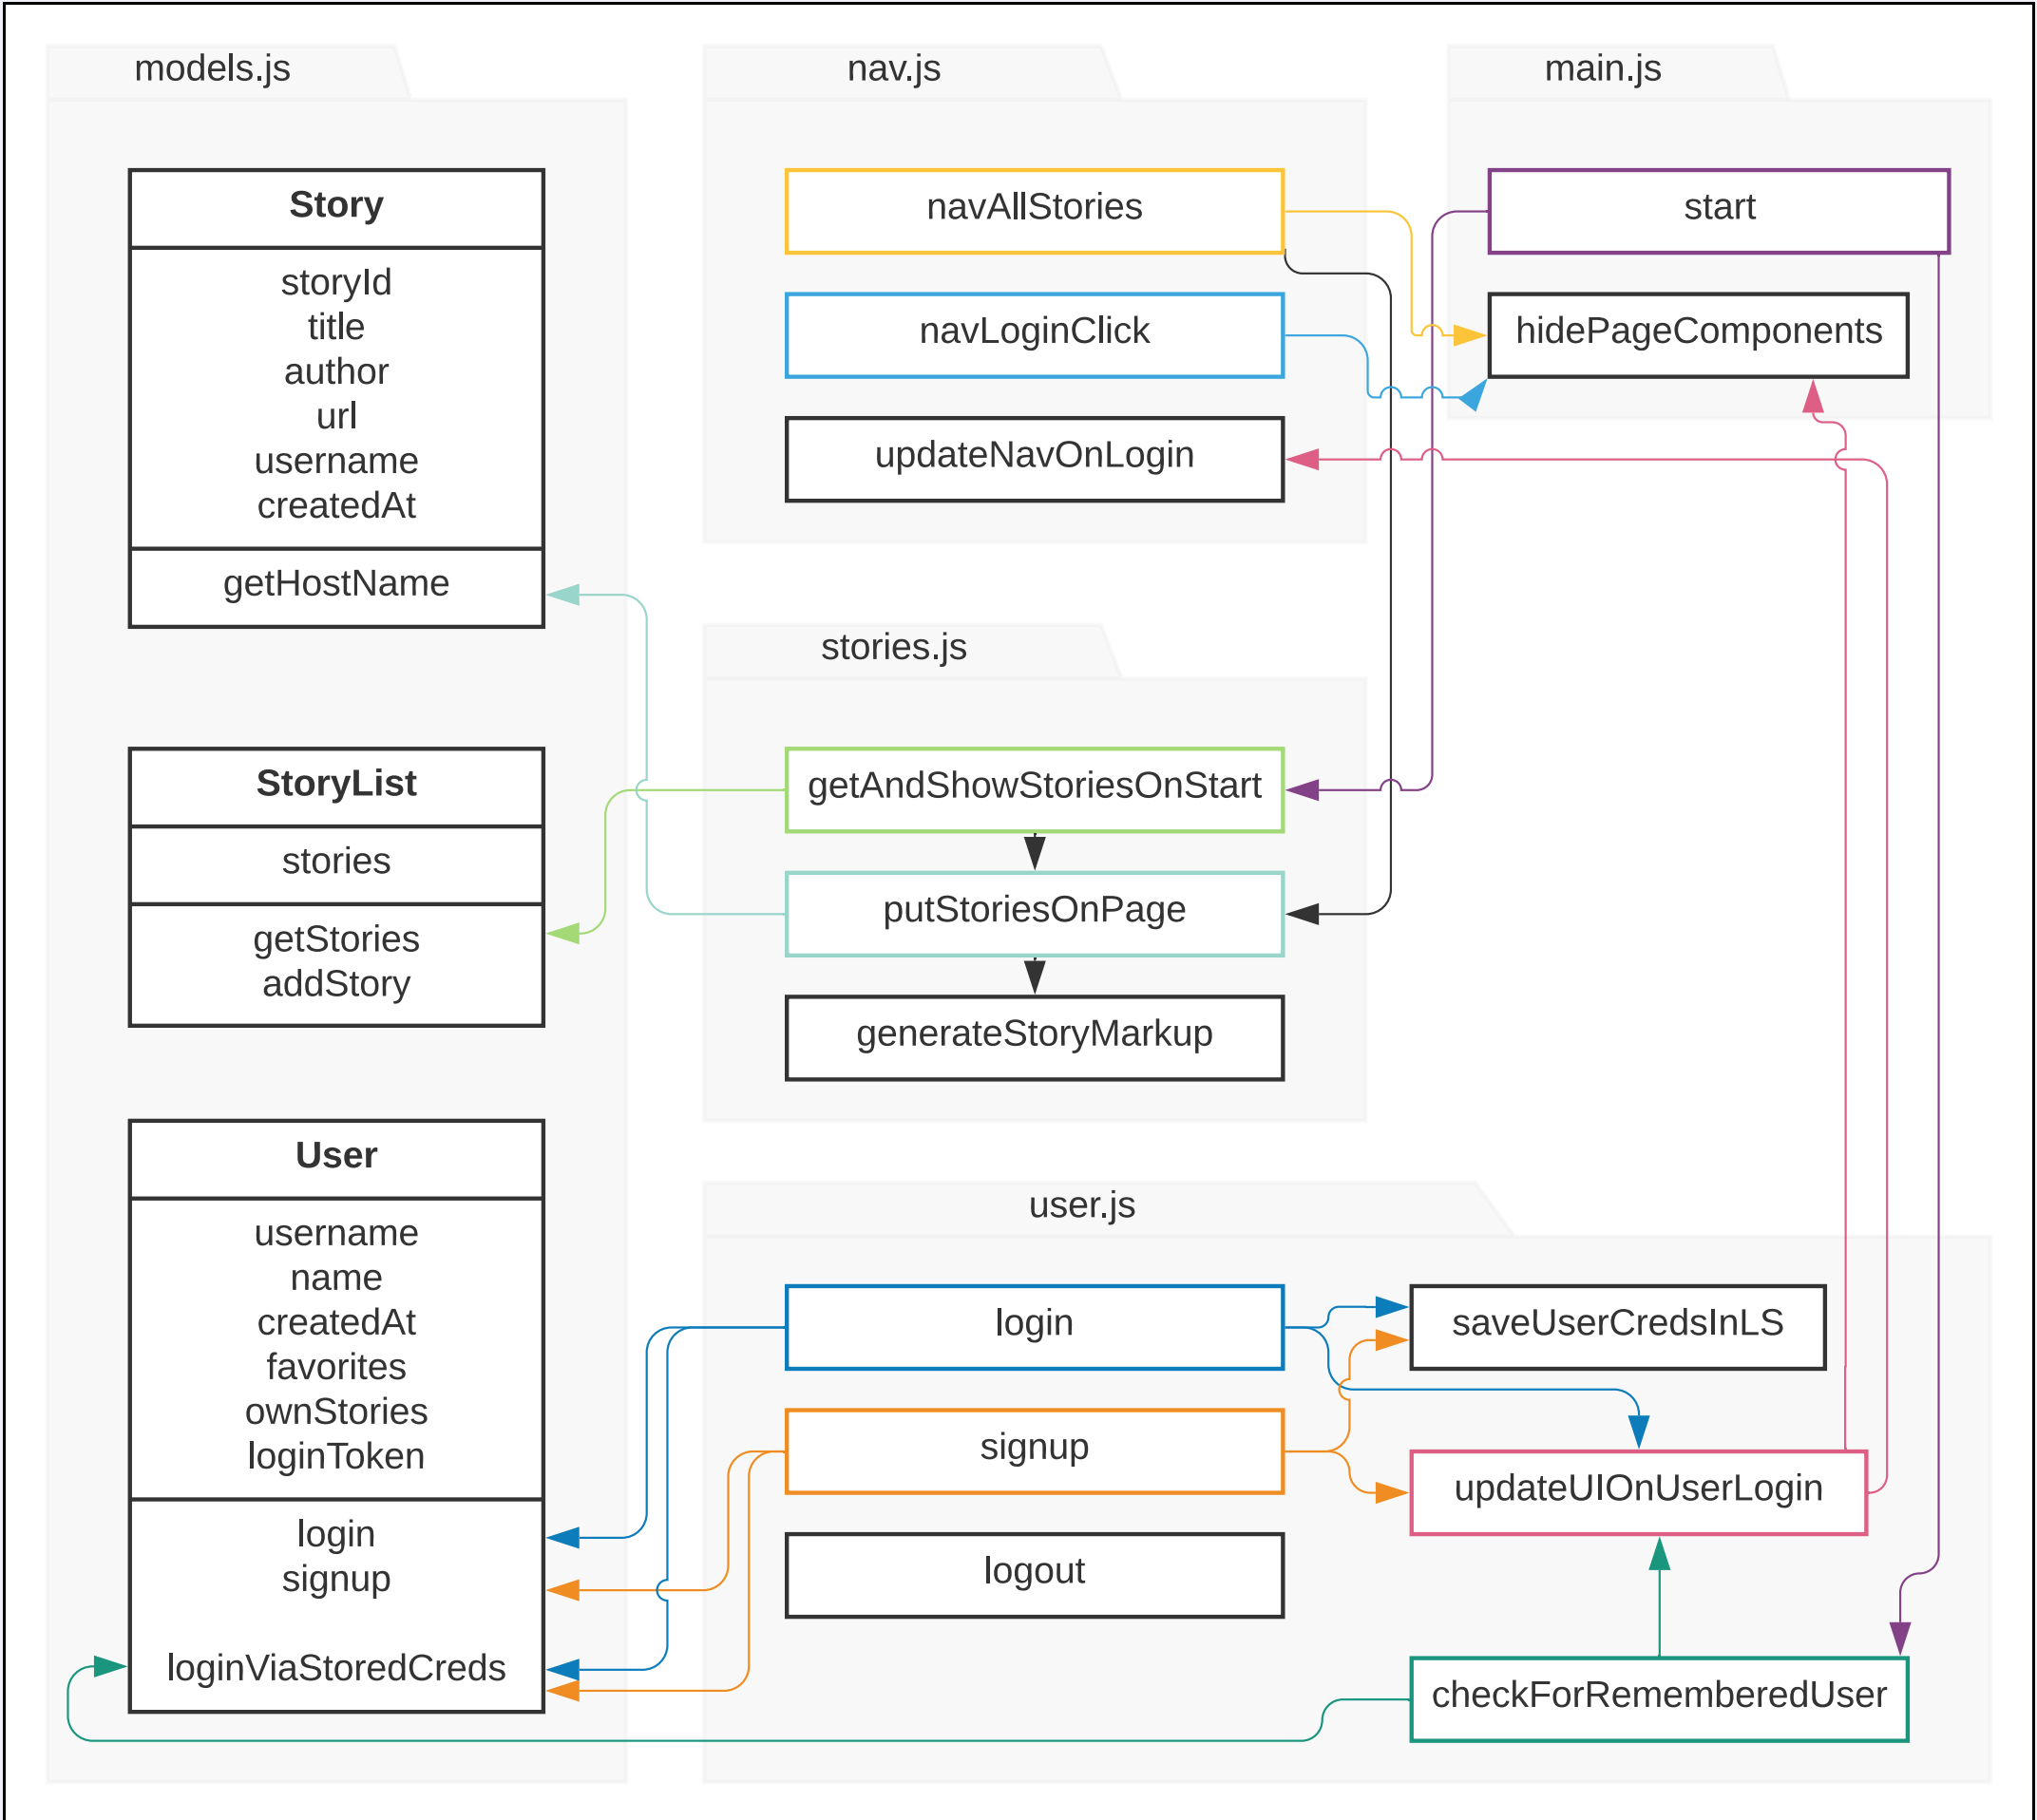 models.js
Story
storyId
title
author
url
username
createdAt
getHostName
StoryList
stories
getStories
addStory
User
username
name
createdAt
favorites
ownStories
loginToken
login
signup
loginViaStoredCreds
nav.js
navAllStories
navLoginClick
updateNavOnLogin
main.js
start
hidePageComponents
stories.js
getAndShowStoriesOnStart
putStoriesOnPage
generateStoryMarkup
user.js
login
signup
logout
saveUserCredsInLS
updateUIOnUserLogin
checkForRememberedUser